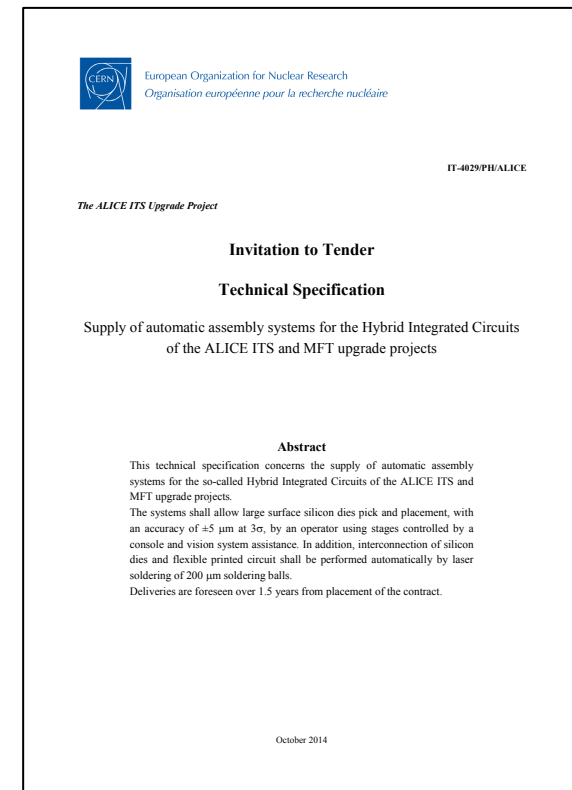 CERN
European Organization for Nuclear Research
Organisation européenne pour la recherche nucléaire
IT-4029/PH/ALICE
The ALICE ITS Upgrade Project
Invitation to Tender
Technical Specification
Supply of automatic assembly systems for the Hybrid Integrated Circuits
of the ALICE ITS and MFT upgrade projects
Abstract
This technical specification concerns the supply of automatic assembly
systems for the so-called Hybrid Integrated Circuits of the ALICE ITS and
MFT upgrade projects.
The systems shall allow large surface silicon dies pick and placement, with
an accuracy of ±5 μm at 3σ, by an operator using stages controlled by a
console and vision system assistance. In addition, interconnection of silicon
dies and flexible printed circuit shall be performed automatically by laser
soldering of 200 μm soldering balls.
Deliveries are foreseen over 1.5 years from placement of the contract.
October 2014